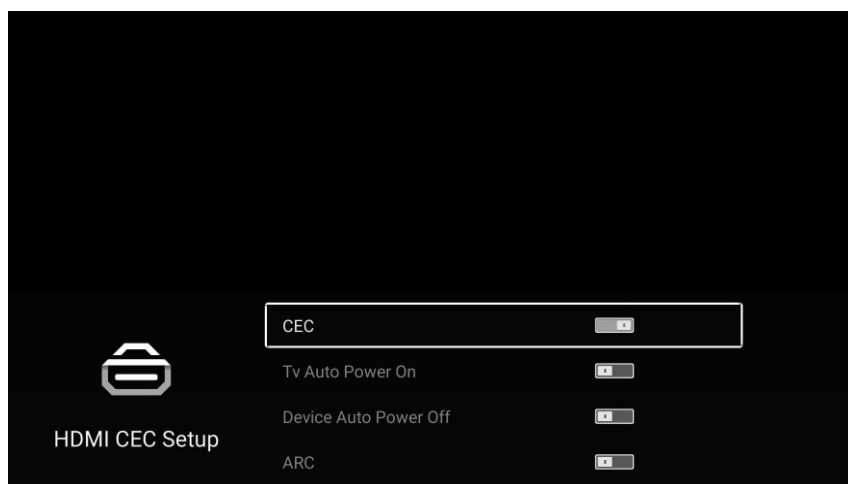 CEC
Tv Auto Power On
Device Auto Power Off
HDMI CEC Setup
ARC